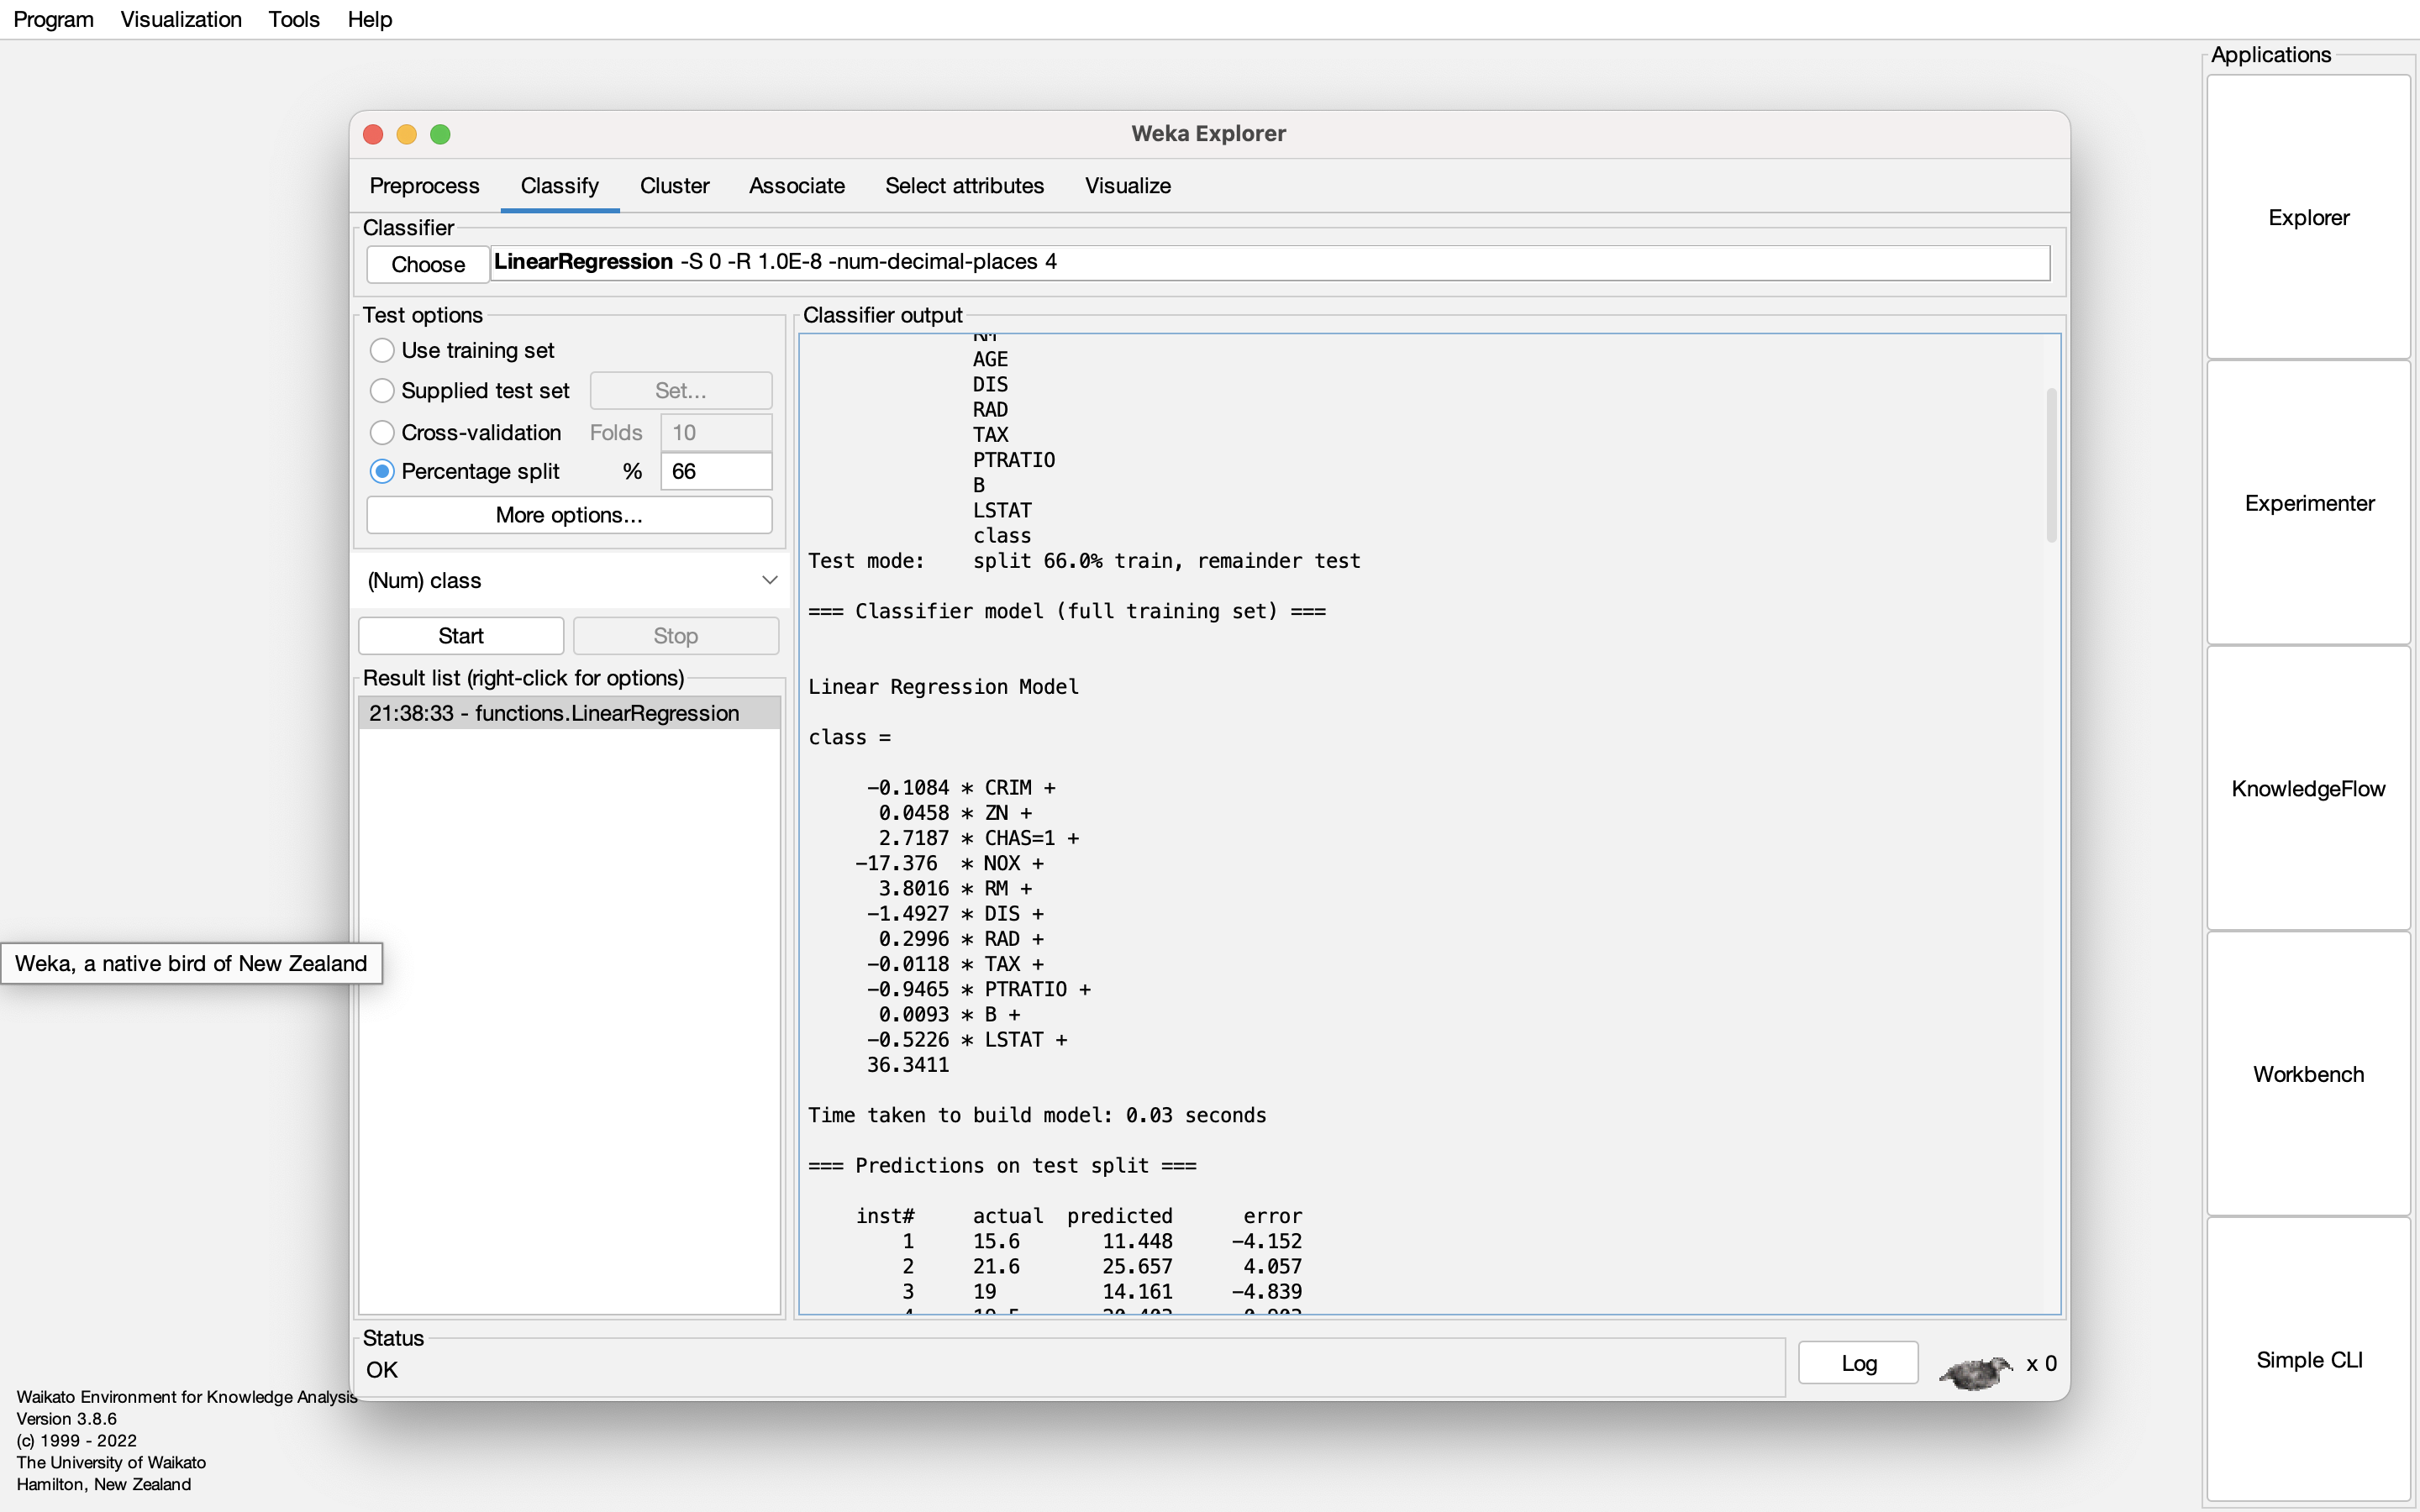 Program Visualization Tools Help
Applications
Explorer
Experimenter
KnowledgeFlow
Workbench
Simple CLI
Weka Explorer
Preprocess Classify Cluster Associate Select attributes Visualize
Classifier
Choose LinearRegression -S 0 -R 1.0E-8 -num-decimal-places 4
Test options
Use training set
Supplied test set Set...
Cross-validation Folds 10
Percentage split % 66
More options...
(Num) class
Start Stop
Result list (right-click for options)
21:38:33 - functions.LinearRegression
Classifier output
RM
AGE
DIS
RAD
TAX
PTRATIO
B
LSTAT
class
Test mode: split 66.0% train, remainder test
=== Classifier model (full training set) ===
Linear Regression Model
class =
-0.1084 * CRIM +
0.0458 * ZN +
2.7187 * CHAS=1 +
-17.376 * NOX +
3.8016 * RM +
-1.4927 * DIS +
0.2996 * RAD +
-0.0118 * TAX +
-0.9465 * PTRATIO +
0.0093 * B +
-0.5226 * LSTAT +
36.3411
Time taken to build model: 0.03 seconds
=== Predictions on test split ===
inst# actual predicted error
1 15.6 11.448 -4.152
2 21.6 25.657 4.057
3 19 14.161 -4.839
Status
OK
Log
x 0
Weka, a native bird of New Zealand
Waikato Environment for Knowledge Analysis
Version 3.8.6
(c) 1999 - 2022
The University of Waikato
Hamilton, New Zealand